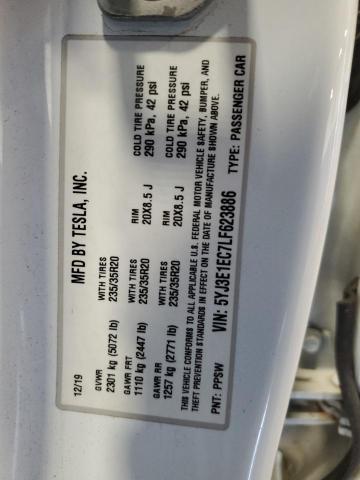 MFD BY TESLA, INC.
12/19
GVWR
2301 kg (5072 lb)
GAWR FRT WITH TIRES RIM COLD TIRE PRESSURE
1110 kg (2447 lb) 235/35R20 20X8.5 J 290 kPa, 42 psi
GAWR RR WITH TIRES RIM COLD TIRE PRESSURE
1257 kg (2771 lb) 235/35R20 20X8.5 J 290 kPa, 42 psi
THIS VEHICLE CONFORMS TO ALL APPLICABLE U.S. FEDERAL MOTOR VEHICLE SAFETY, BUMPER, AND
THEFT PREVENTION STANDARDS IN EFFECT ON THE DATE OF MANUFACTURE SHOWN ABOVE.
VIN: 5YJ3E1EC7LF623886
PNT: PPSW TYPE: PASSENGER CAR